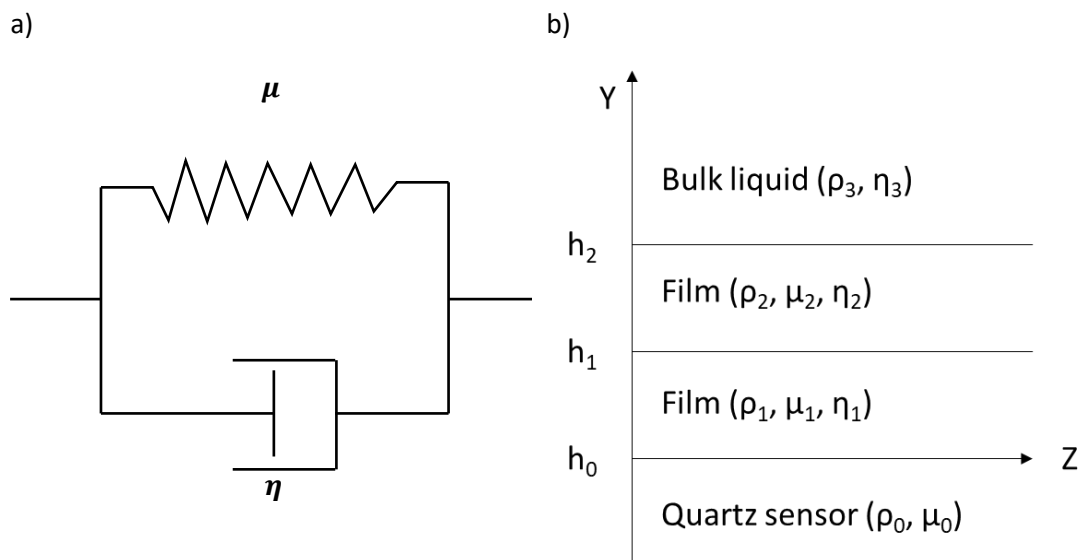 a)
μ
η
b)
Y
Bulk liquid (ρ₃, η₃)
h₂
Film (ρ₂, μ₂, η₂)
h₁
Film (ρ₁, μ₁, η₁)
h₀
Z
Quartz sensor (ρ₀, μ₀)